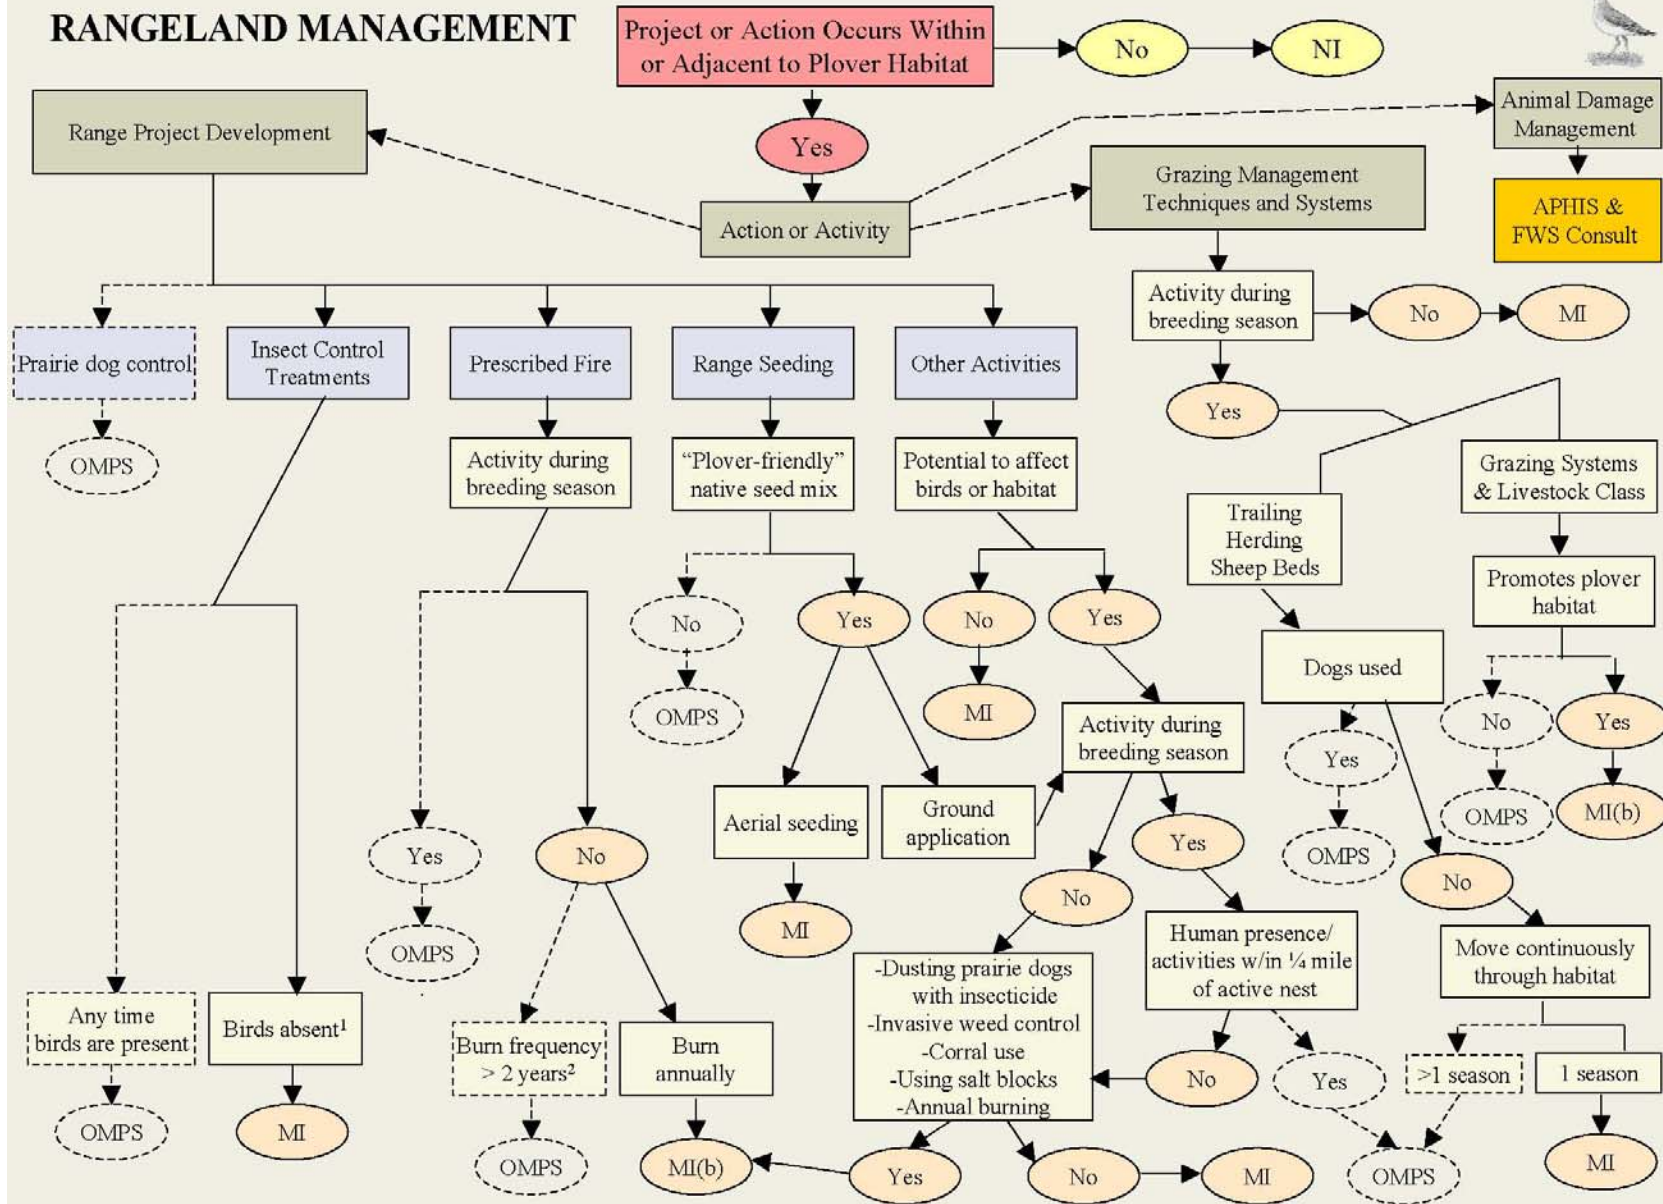 RANGELAND MANAGEMENT
Project or Action Occurs Within
or Adjacent to Plover Habitat
No
NI
Yes
Action or Activity
Range Project Development
Animal Damage
Management
APHIS &
FWS Consult
Grazing Management
Techniques and Systems
Activity during
breeding season
No
MI
Yes
Prairie dog control
OMPS
Insect Control
Treatments
Prescribed Fire
Range Seeding
Other Activities
Activity during
breeding season
“Plover-friendly”
native seed mix
Potential to affect
birds or habitat
Trailing
Herding
Sheep Beds
Grazing Systems
& Livestock Class
Promotes plover
habitat
No
OMPS
Yes
No
MI
Yes
Dogs used
Yes
OMPS
No
No
OMPS
Yes
MI(b)
Activity during
breeding season
Aerial seeding
MI
Ground
application
Yes
OMPS
No
No
Yes
Human presence/
activities w/in ¼ mile
of active nest
Move continuously
through habitat
Any time
birds are present
OMPS
Birds absent¹
MI
Burn frequency
> 2 years²
OMPS
Burn
annually
MI(b)
-Dusting prairie dogs
with insecticide
-Invasive weed control
-Corral use
-Using salt blocks
-Annual burning
No
Yes
>1 season
1 season
Yes
No
MI
OMPS
MI